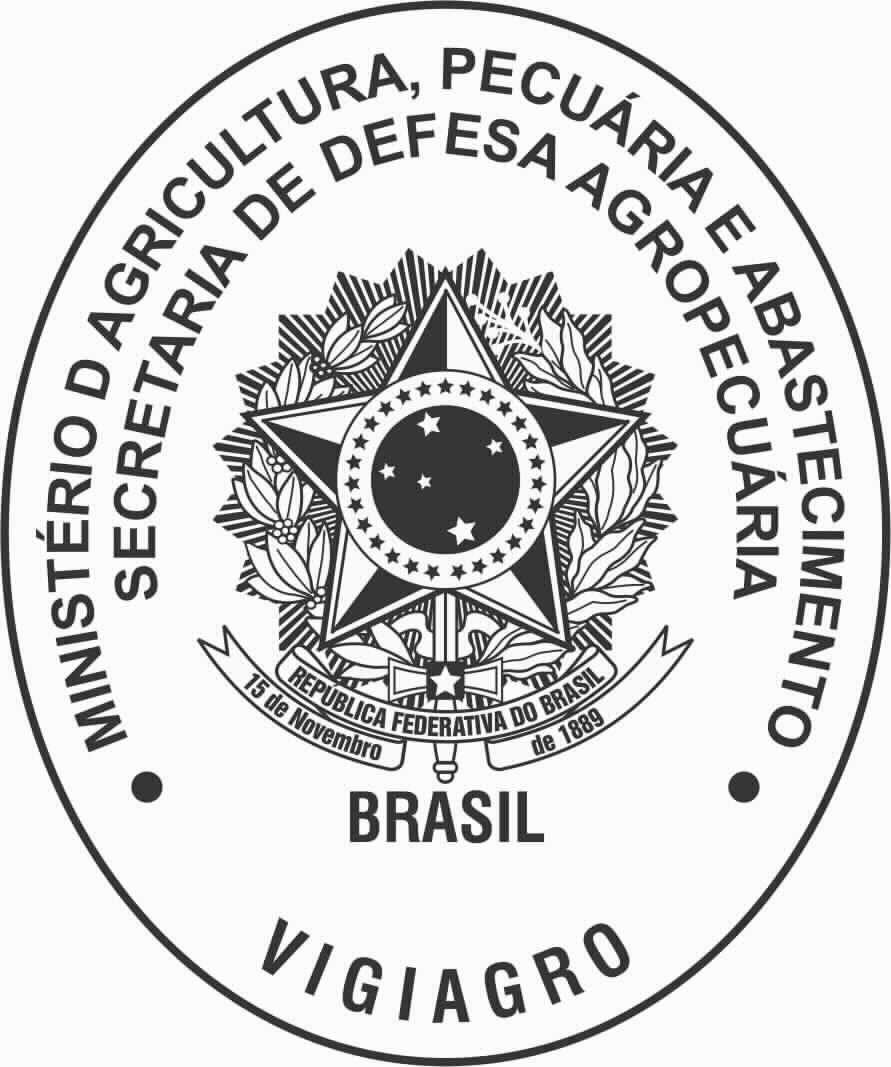 MINISTÉRIO D AGRICULTURA, PECUÁRIA E ABASTECIMENTO
SECRETARIA DE DEFESA AGROPECUÁRIA
REPÚBLICA FEDERATIVA DO BRASIL
15 de Novembro de 1889
BRASIL
VIGIAGRO